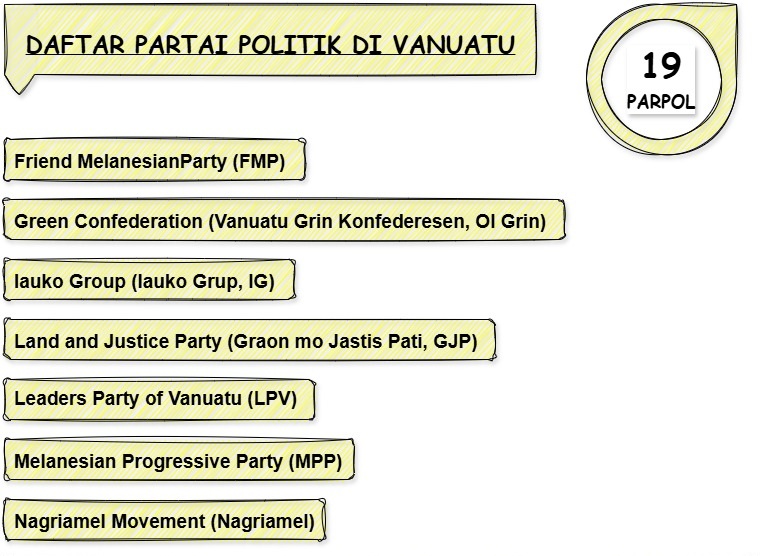 DAFTAR PARTAI POLITIK DI VANUATU
19
PARPOL
Friend MelanesianParty (FMP)
Green Confederation (Vanuatu Grin Konfederesen, Ol Grin)
Iauko Group (Iauko Grup, IG)
Land and Justice Party (Graon mo Jastis Pati, GJP)
Leaders Party of Vanuatu (LPV)
Melanesian Progressive Party (MPP)
Nagriamel Movement (Nagriamel)